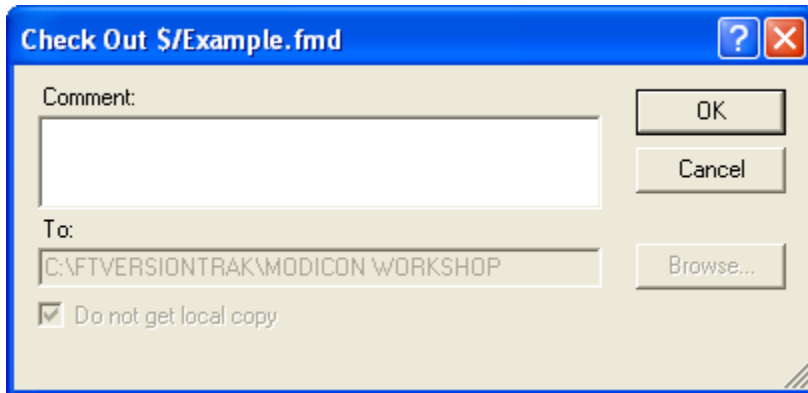 Check Out $/Example.fmd
?
Comment:
OK
Cancel
To:
C:\FTVERSIONTRAK\MODICON WORKSHOP
Browse...
Do not get local copy